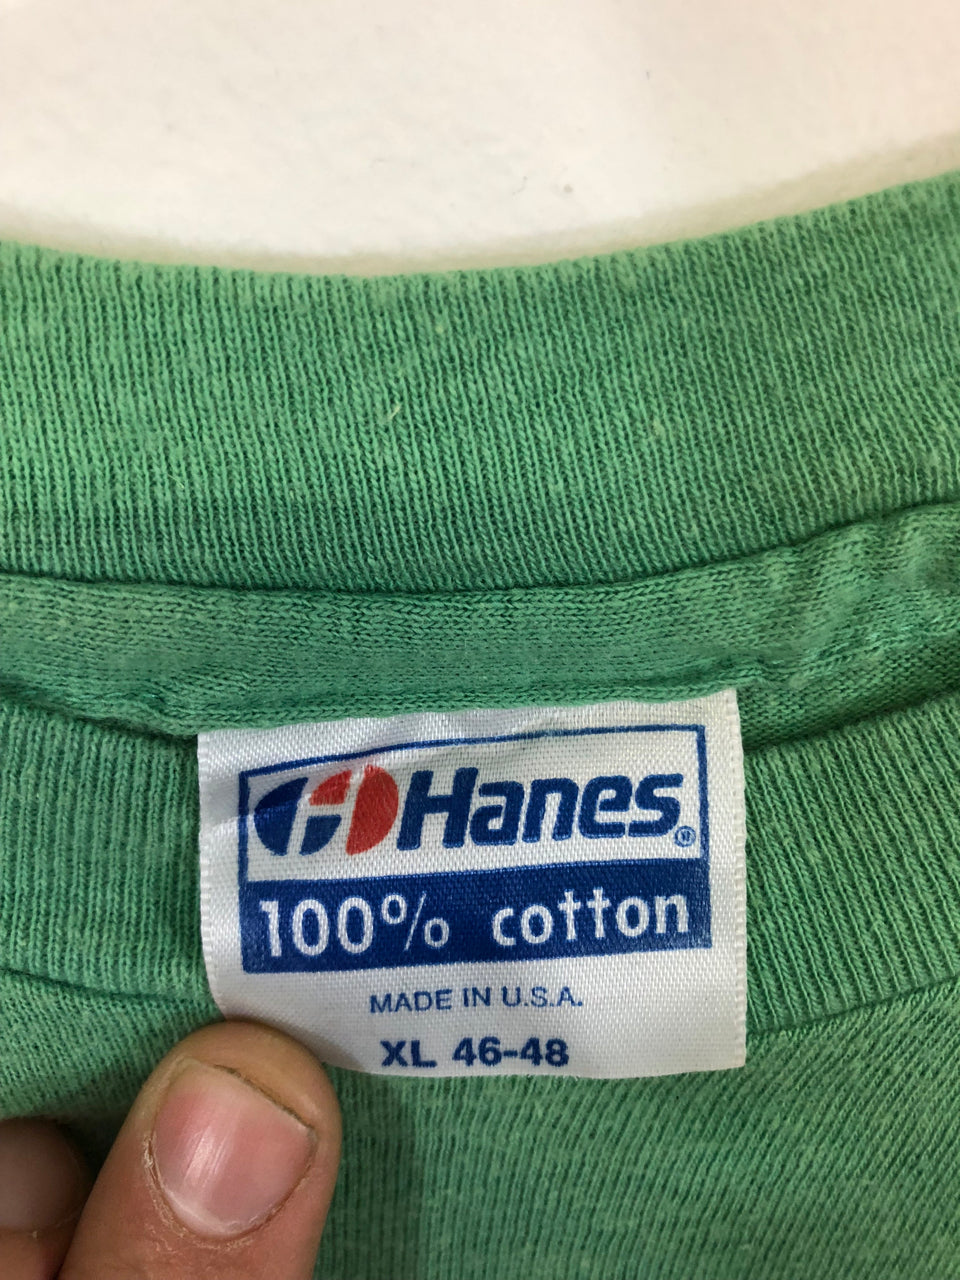 Hanes®
100% cotton
MADE IN U.S.A.
XL 46-48